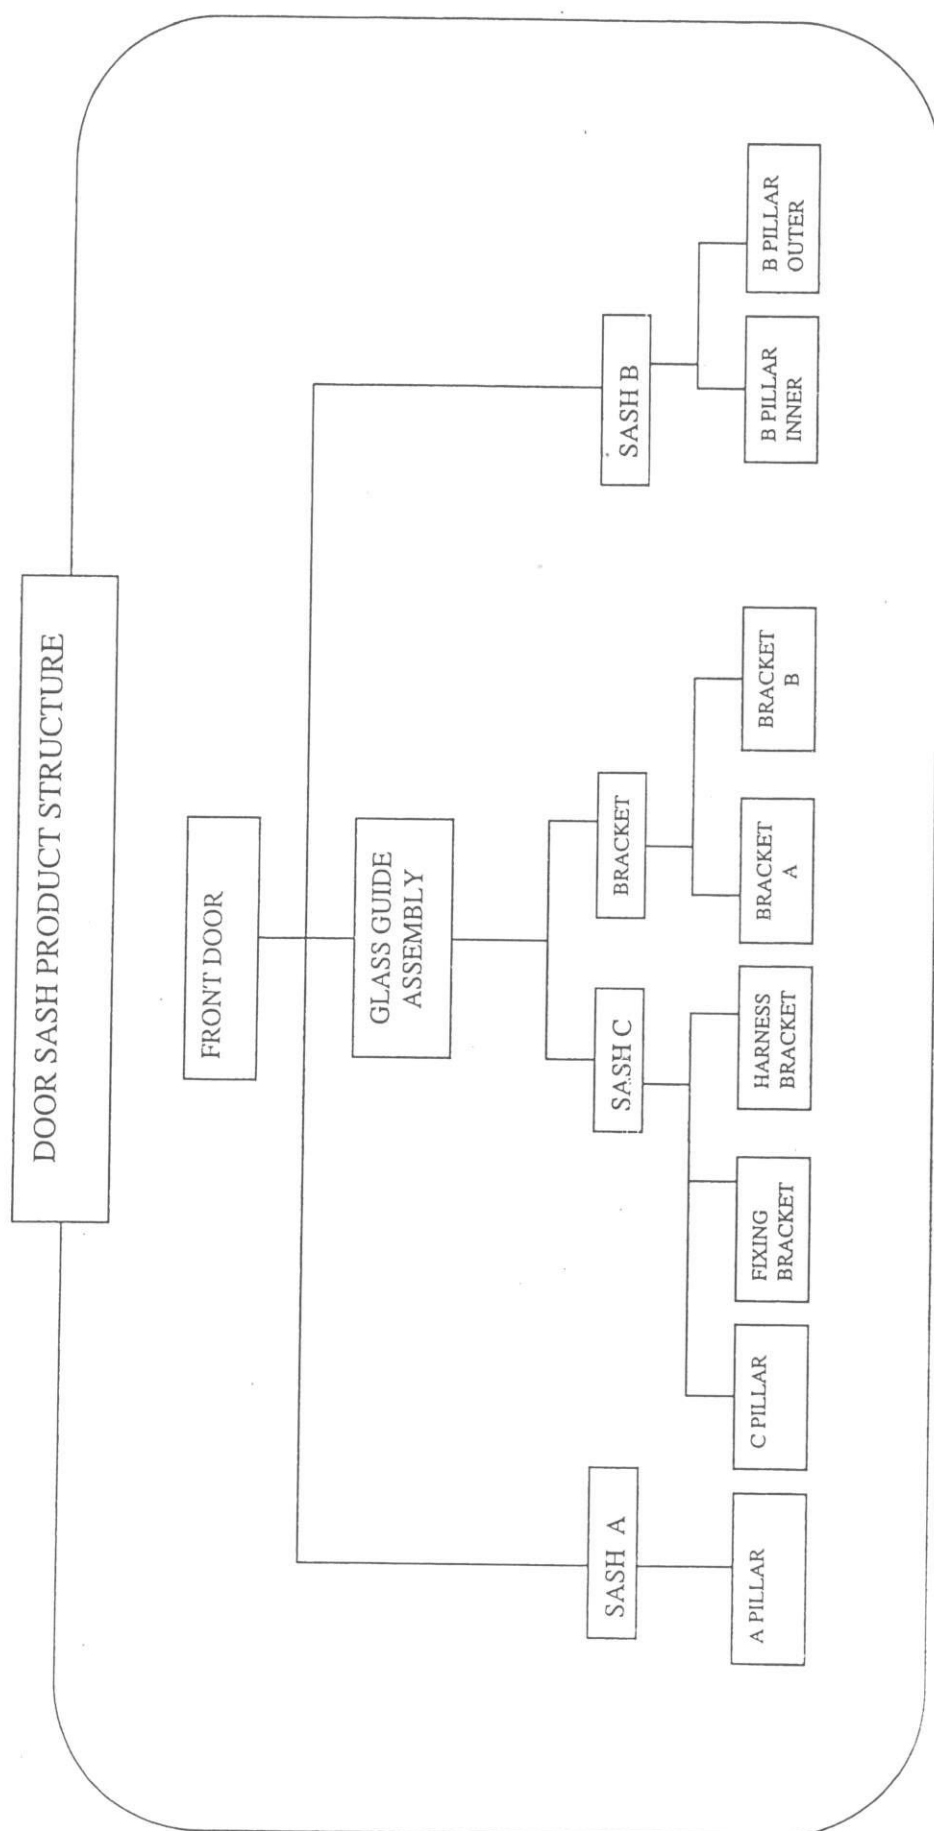 DOOR SASH PRODUCT STRUCTURE
FRONT DOOR
GLASS GUIDE
ASSEMBLY
SASH A
SASH C
BRACKET
SASH B
A PILLAR
C PILLAR
FIXING
BRACKET
HARNESS
BRACKET
BRACKET
A
BRACKET
B
B PILLAR
INNER
B PILLAR
OUTER